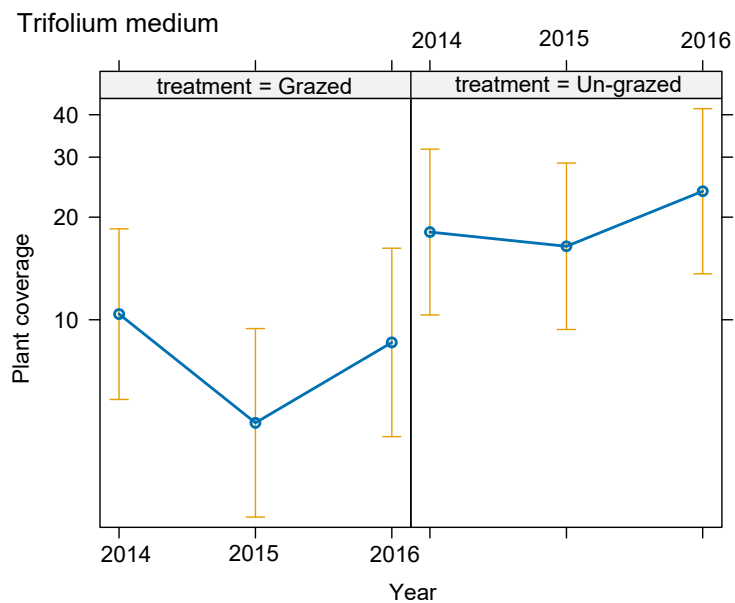 Trifolium medium
2014 2015 2016
treatment = Grazed treatment = Un-grazed
40
30
20
10
Plant coverage
2014 2015 2016
Year